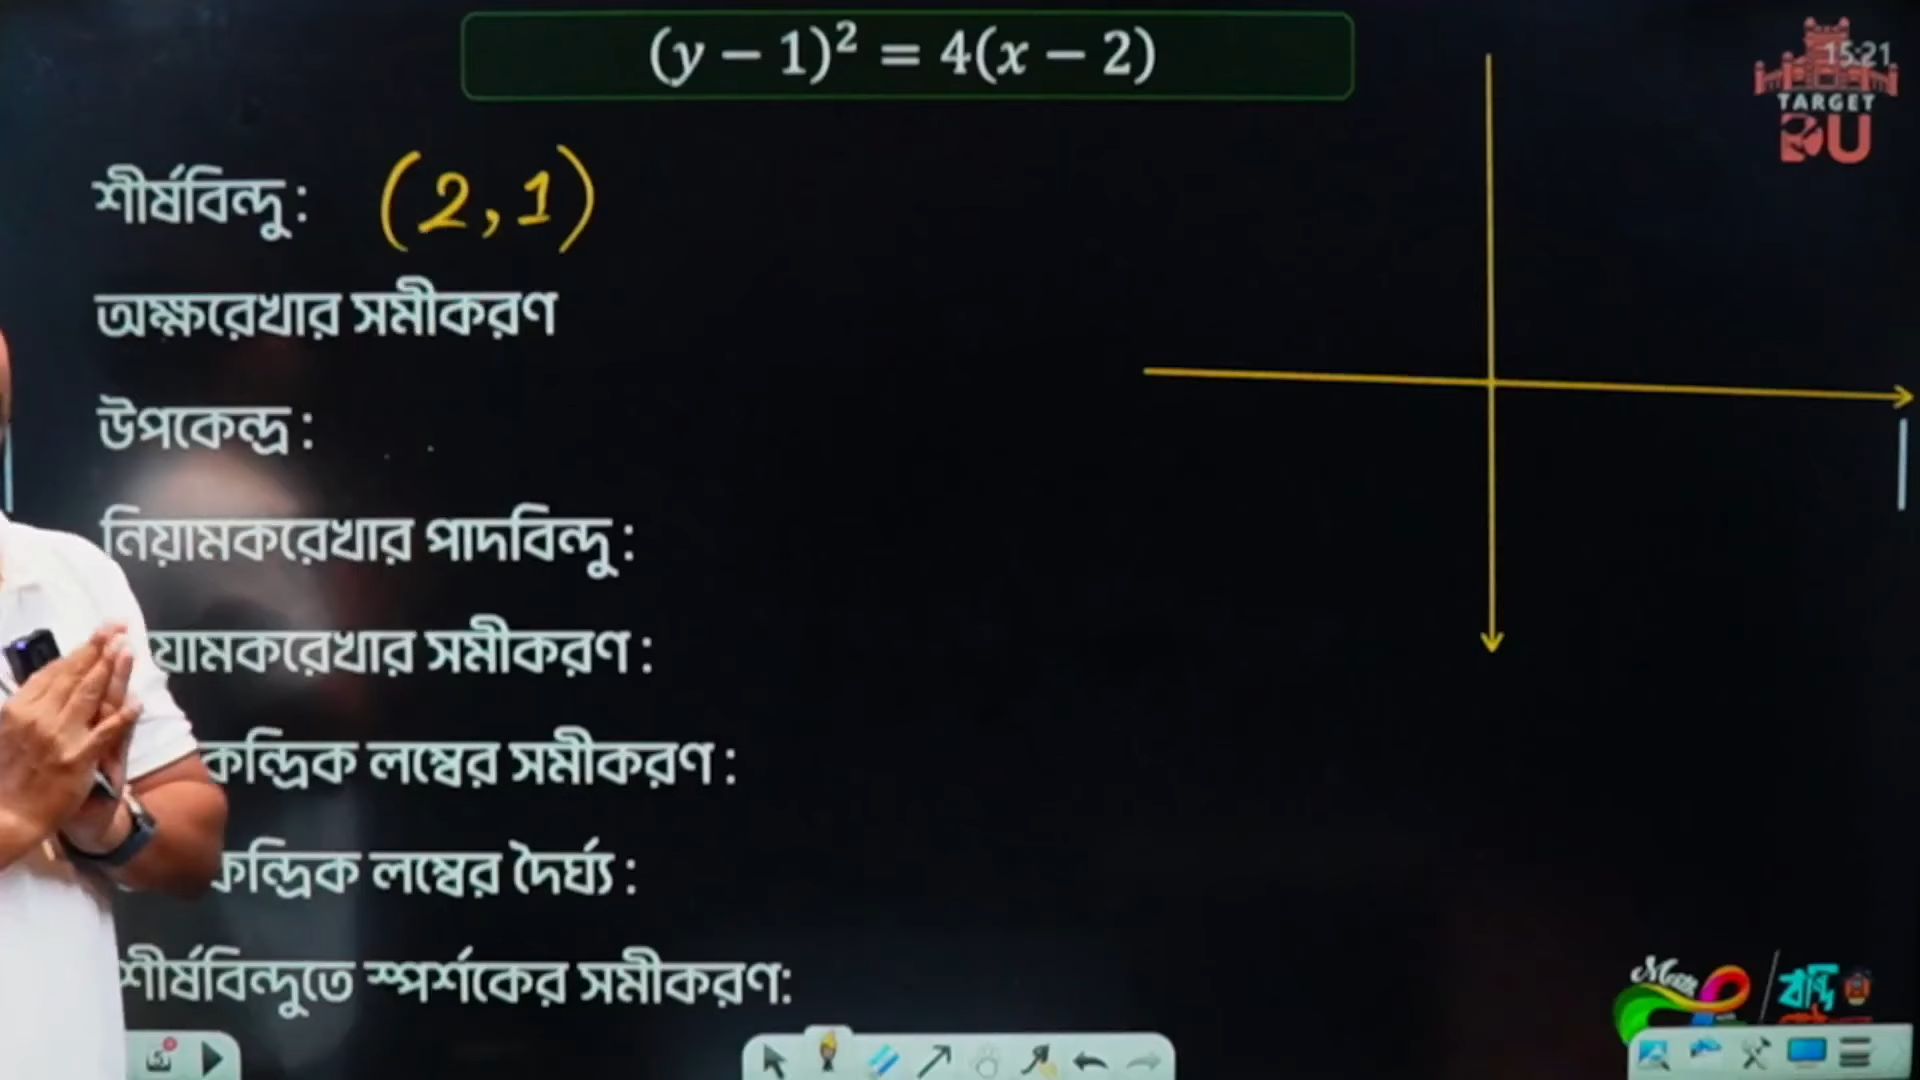 (y − 1)² = 4(x − 2)
15:21
TARGET
DU
শীর্ষবিন্দু : (2,1)
অক্ষরেখার সমীকরণ
উপকেন্দ্র :
নিয়ামকরেখার পাদবিন্দু :
য়ামকরেখার সমীকরণ :
কেন্দ্রিক লম্বের সমীকরণ :
কেন্দ্রিক লম্বের দৈর্ঘ্য :
শীর্ষবিন্দুতে স্পর্শকের সমীকরণ: